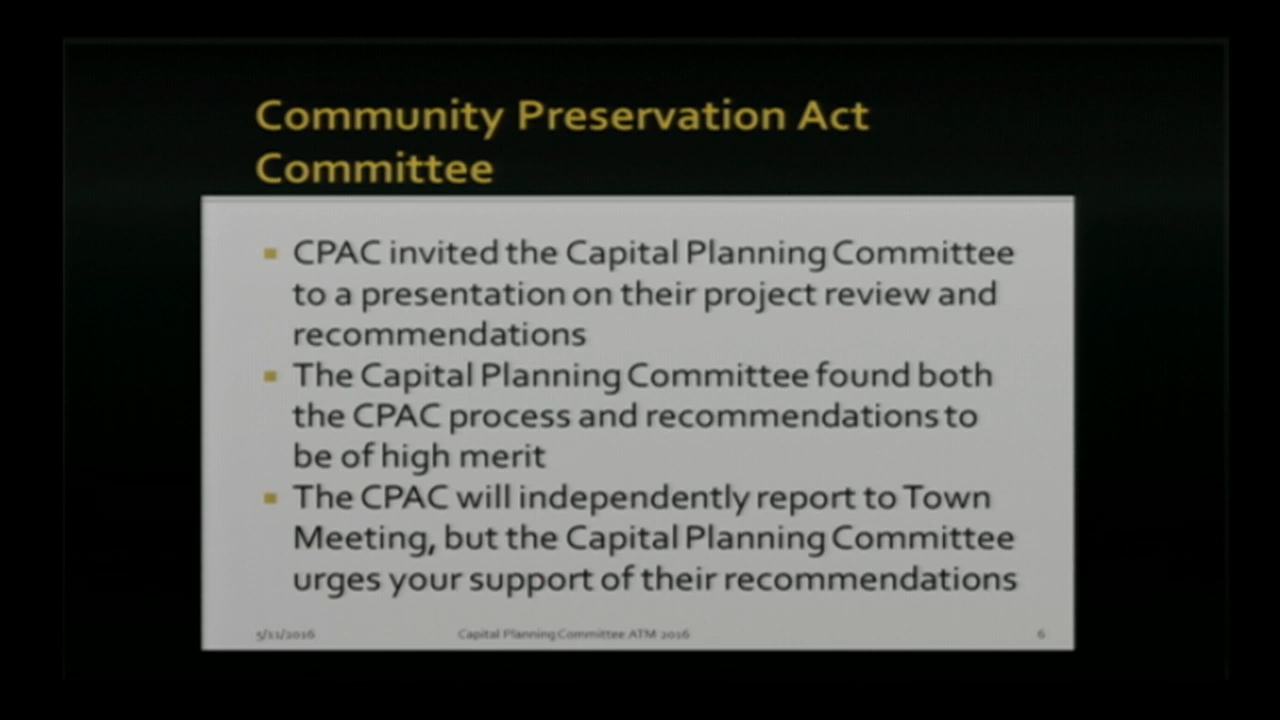 Community Preservation Act
Committee
CPAC invited the Capital Planning Committee
to a presentation on their project review and
recommendations
The Capital Planning Committee found both
the CPAC process and recommendations to
be of high merit
The CPAC will independently report to Town
Meeting, but the Capital Planning Committee
urges your support of their recommendations
5/11/2016 Capital Planning Committee ATM 2016 6